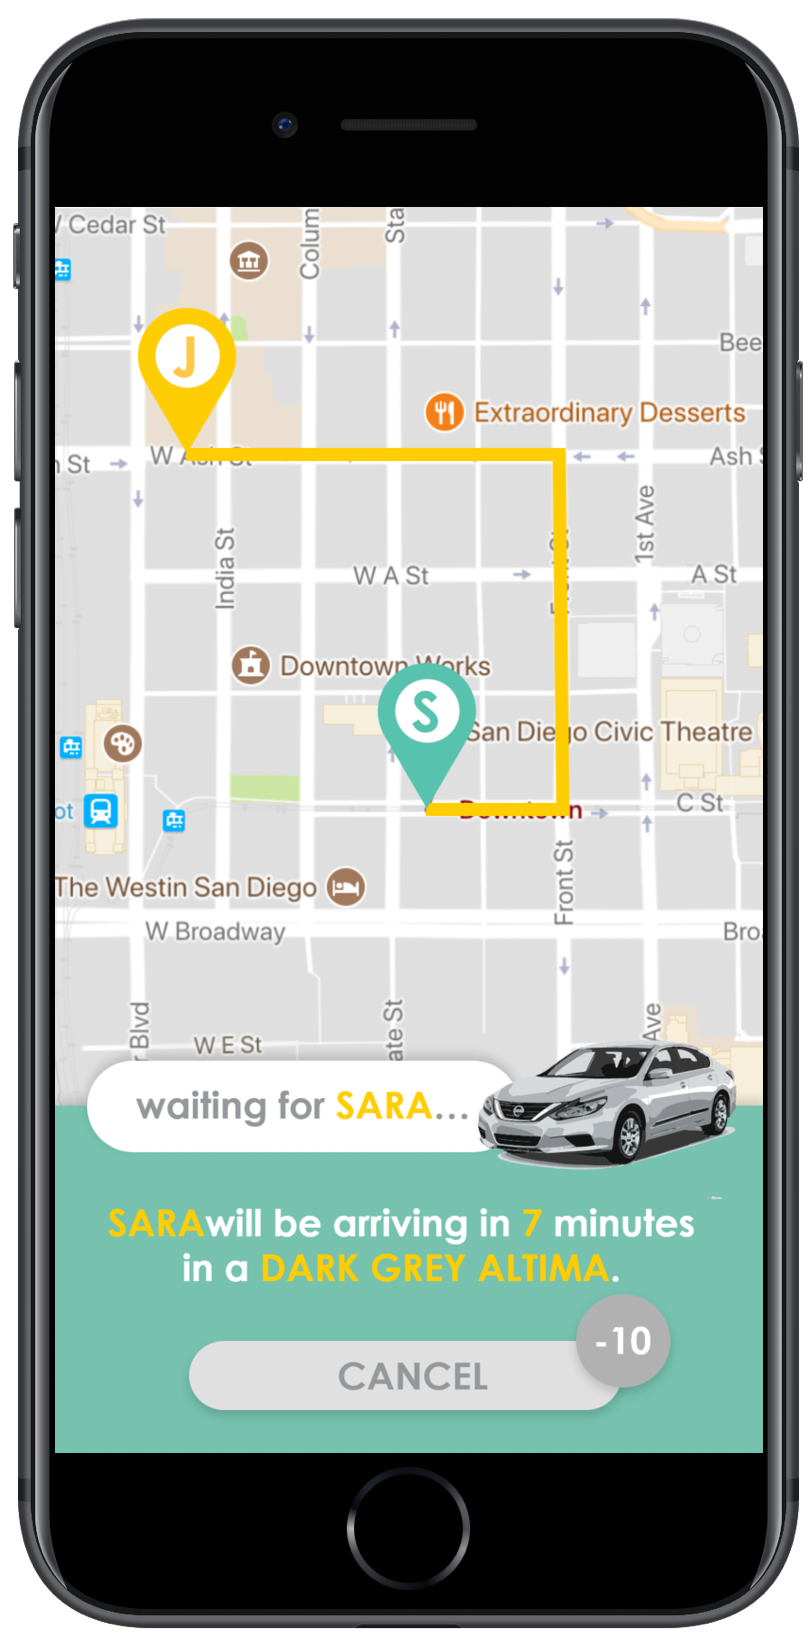 W Cedar St
Colum
Sta
J
Bee
Extraordinary Desserts
n St
W Ash St
Ash S
India St
1st Ave
W A St
A St
Front St
Downtown Works
S
San Diego Civic Theatre
ot
Downtown
C St
The Westin San Diego
Front St
W Broadway
Bro
r Blvd
ate St
Ave
W E St
waiting for SARA...
SARAwill be arriving in 7 minutes
in a DARK GREY ALTIMA.
-10
CANCEL